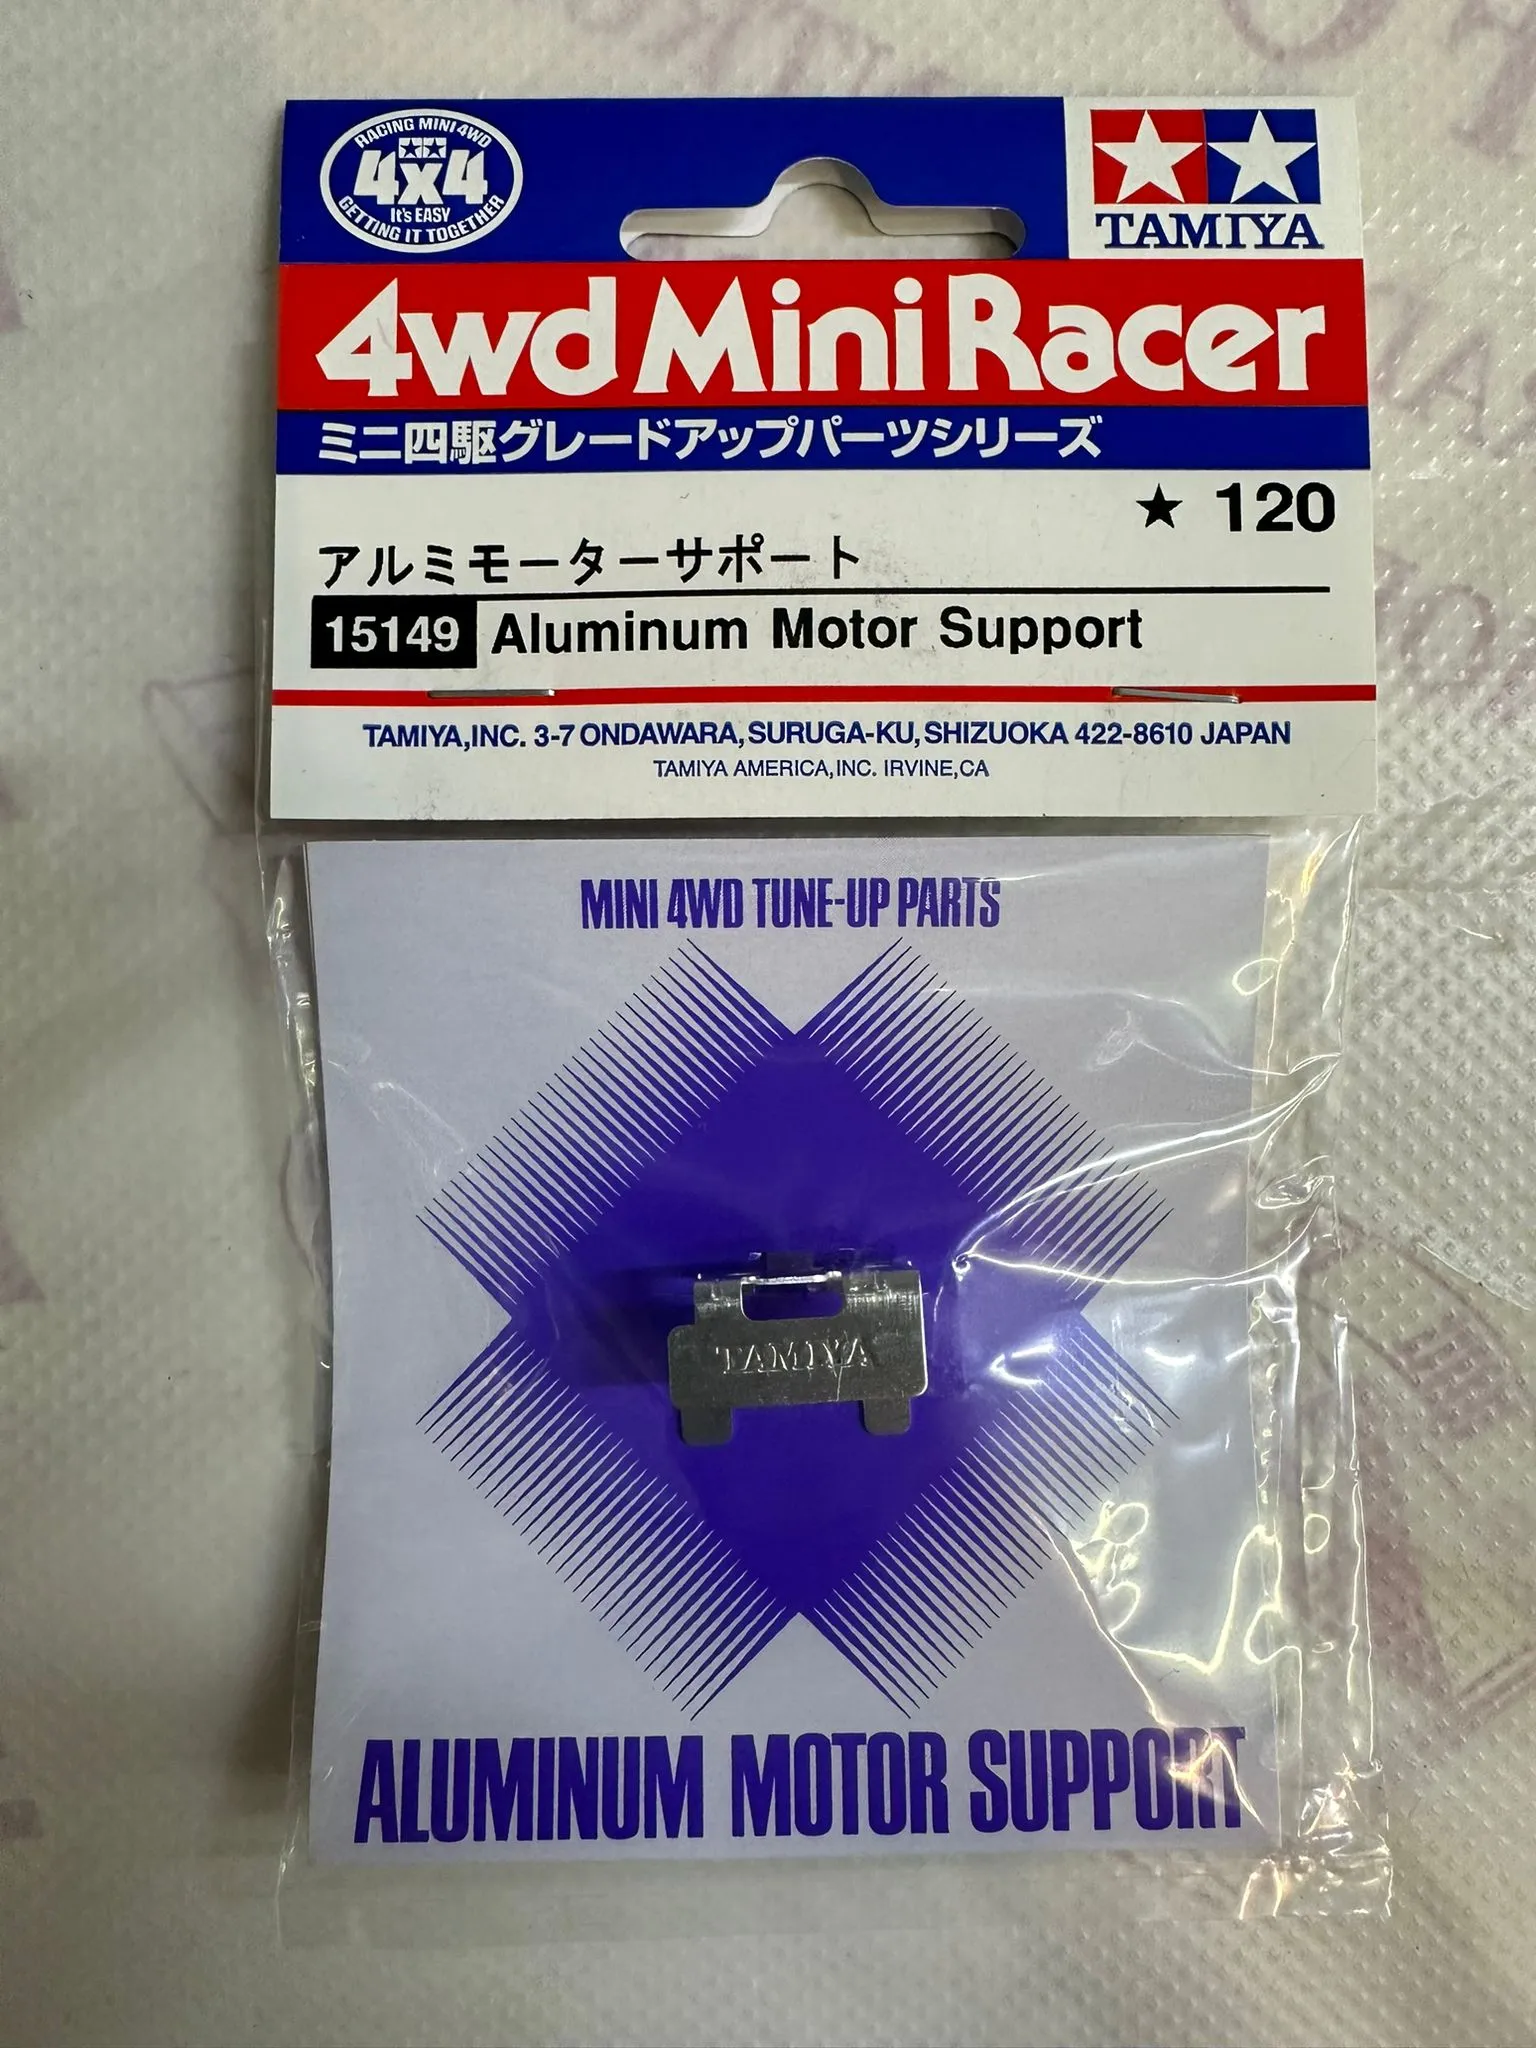 RACING MINI 4WD
4x4
It's EASY
GETTING IT TOGETHER
TAMIYA
4wd Mini Racer
ミニ四駆グレードアップパーツシリーズ
★ 120
アルミモーターサポート
15149 Aluminum Motor Support
TAMIYA,INC. 3-7 ONDAWARA, SURUGA-KU, SHIZUOKA 422-8610 JAPAN
TAMIYA AMERICA,INC. IRVINE,CA
MINI 4WD TUNE-UP PARTS
TAMIYA
ALUMINUM MOTOR SUPPORT